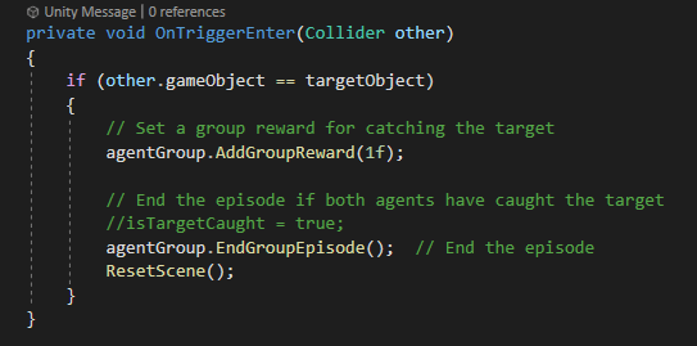 Unity Message | 0 references
private void OnTriggerEnter(Collider other)
{
if (other.gameObject == targetObject)
{
// Set a group reward for catching the target
agentGroup.AddGroupReward(1f);
// End the episode if both agents have caught the target
//isTargetCaught = true;
agentGroup.EndGroupEpisode();  // End the episode
ResetScene();
}
}